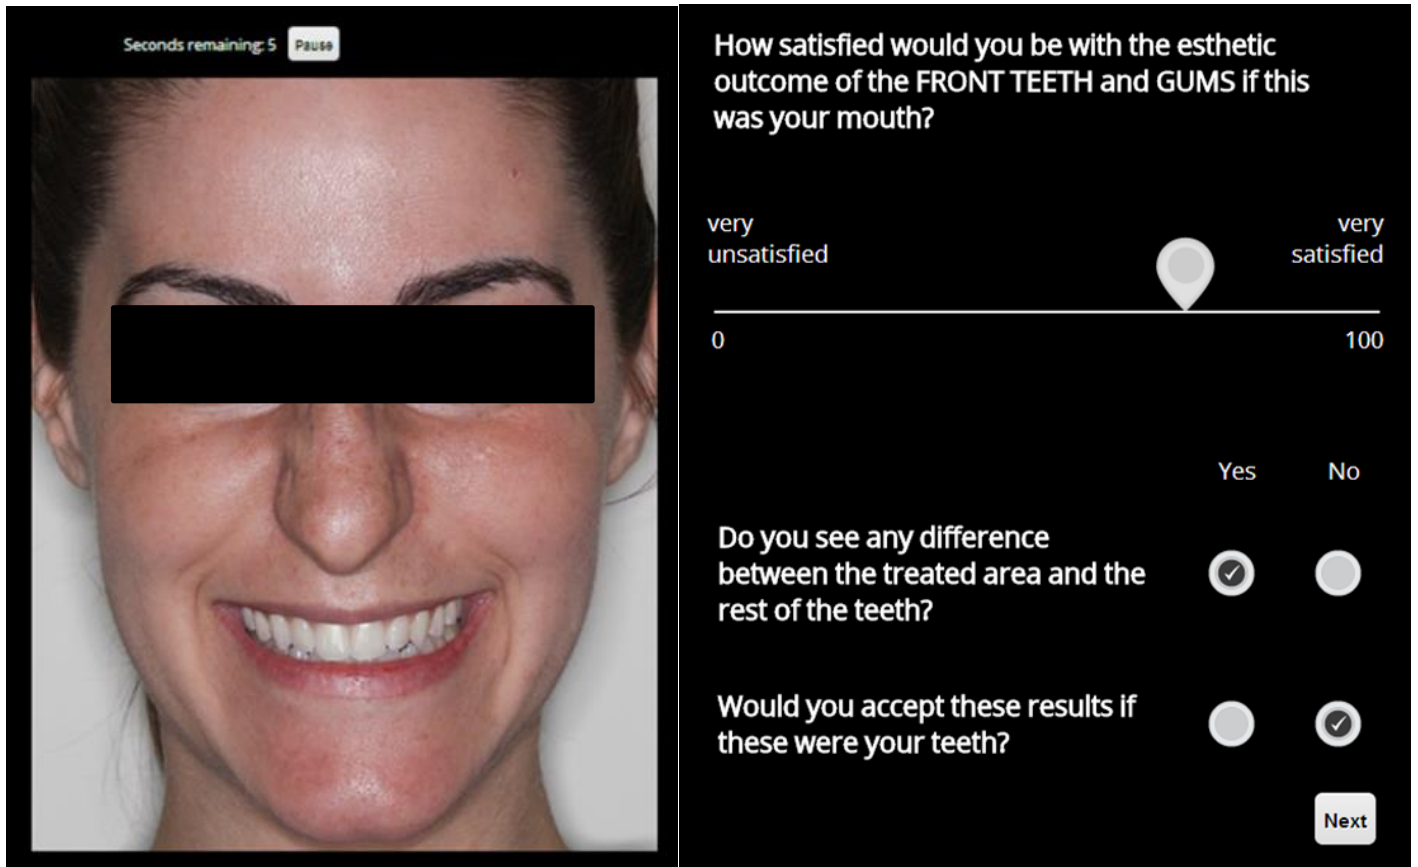 Seconds remaining: 5 Pause
How satisfied would you be with the esthetic
outcome of the FRONT TEETH and GUMS if this
was your mouth?
very
unsatisfied
very
satisfied
0
100
Yes
No
Do you see any difference
between the treated area and the
rest of the teeth?
Would you accept these results if
these were your teeth?
Next